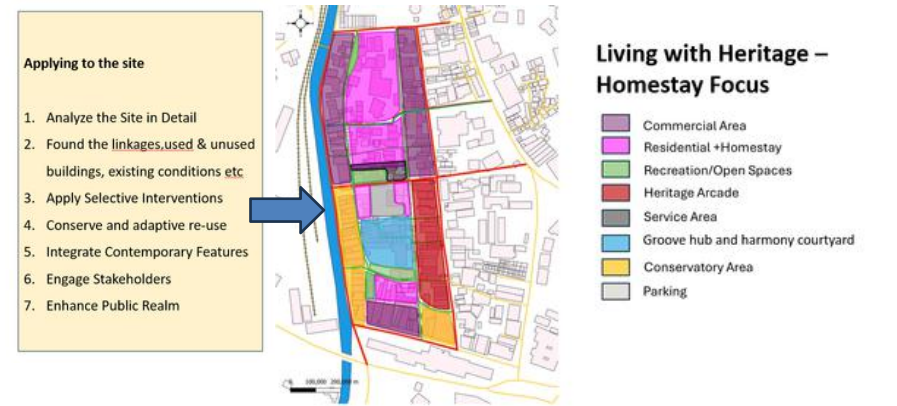 Applying to the site
1. Analyze the Site in Detail
2. Found the linkages,used & unused
buildings, existing conditions etc
3. Apply Selective Interventions
4. Conserve and adaptive re-use
5. Integrate Contemporary Features
6. Engage Stakeholders
7. Enhance Public Realm
Living with Heritage –
Homestay Focus
Commercial Area
Residential +Homestay
Recreation/Open Spaces
Heritage Arcade
Service Area
Groove hub and harmony courtyard
Conservatory Area
Parking